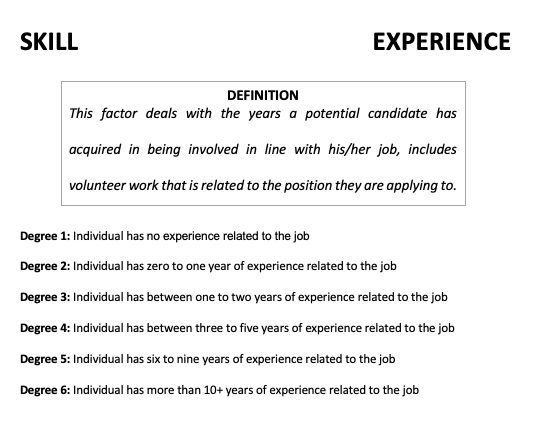 SKILL EXPERIENCE
DEFINITION
This factor deals with the years a potential candidate has
acquired in being involved in line with his/her job, includes
volunteer work that is related to the position they are applying to.
Degree 1: Individual has no experience related to the job
Degree 2: Individual has zero to one year of experience related to the job
Degree 3: Individual has between one to two years of experience related to the job
Degree 4: Individual has between three to five years of experience related to the job
Degree 5: Individual has six to nine years of experience related to the job
Degree 6: Individual has more than 10+ years of experience related to the job